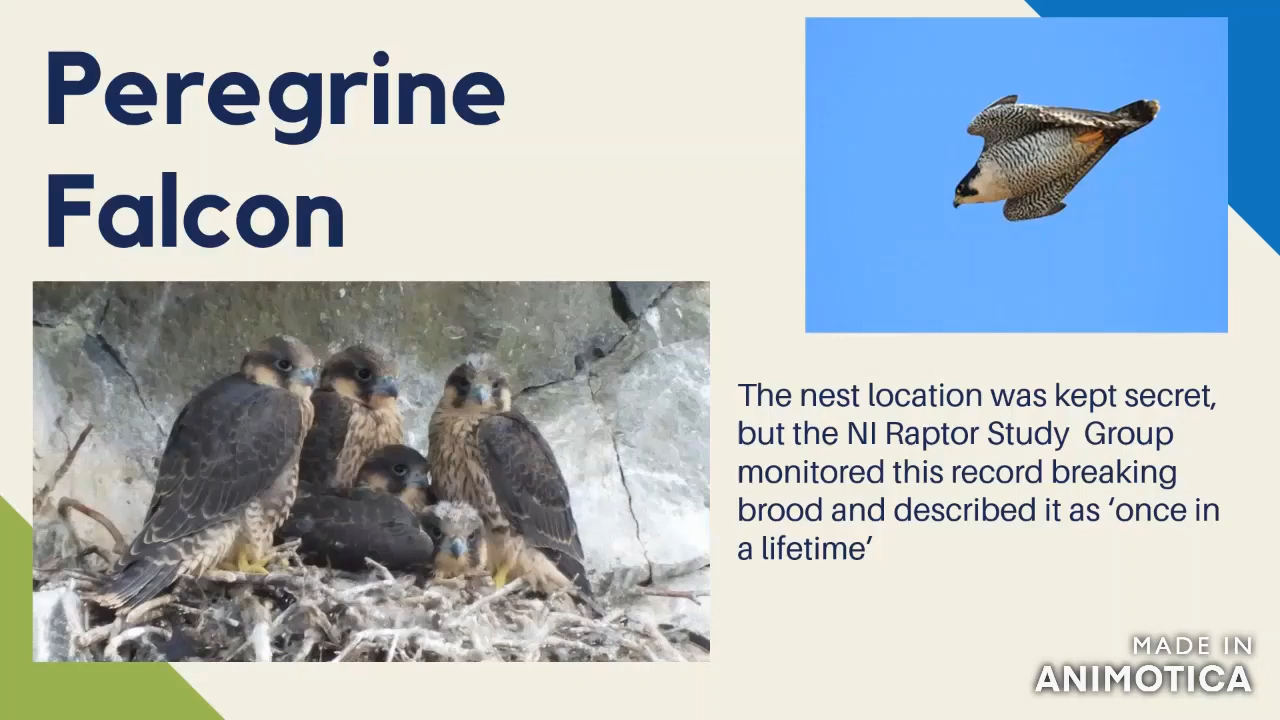 Peregrine
Falcon
The nest location was kept secret,
but the NI Raptor Study  Group
monitored this record breaking
brood and described it as ‘once in
a lifetime’
MADE IN
ANIMOTICA